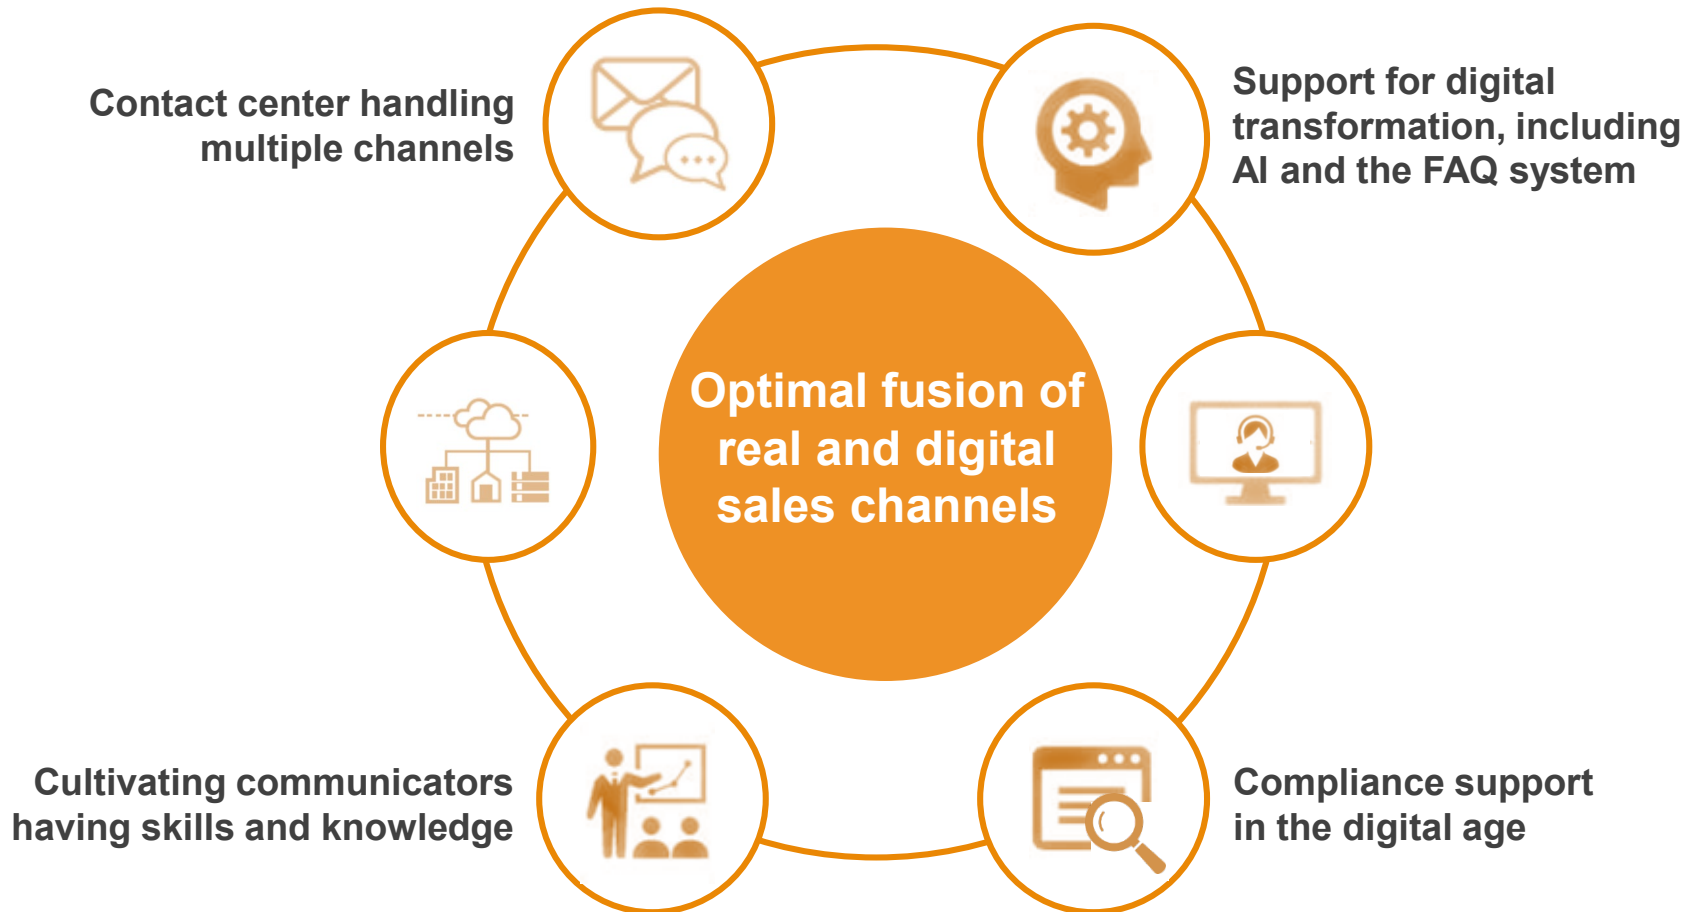 Contact center handling
multiple channels
Support for digital
transformation, including
AI and the FAQ system
Optimal fusion of
real and digital
sales channels
Cultivating communicators
having skills and knowledge
Compliance support
in the digital age